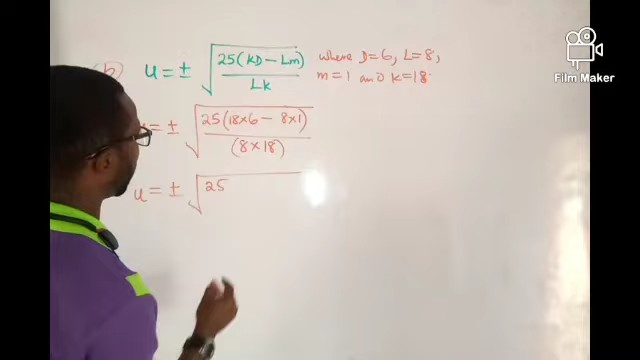 b) u = ± √(25(kD − Lm) / Lk) where D=6, L=8,
m=1 and k=18.
u = ± √(25(18×6 − 8×1) / (8×18))
u = ± √25
Film Maker